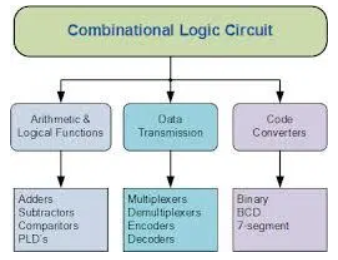 Combinational Logic Circuit
Arithmetic &
Logical Functions
Data
Transmission
Code
Converters
Adders
Subtractors
Comparitors
PLD's
Multiplexers
Demultiplexers
Encoders
Decoders
Binary
BCD
7-segment